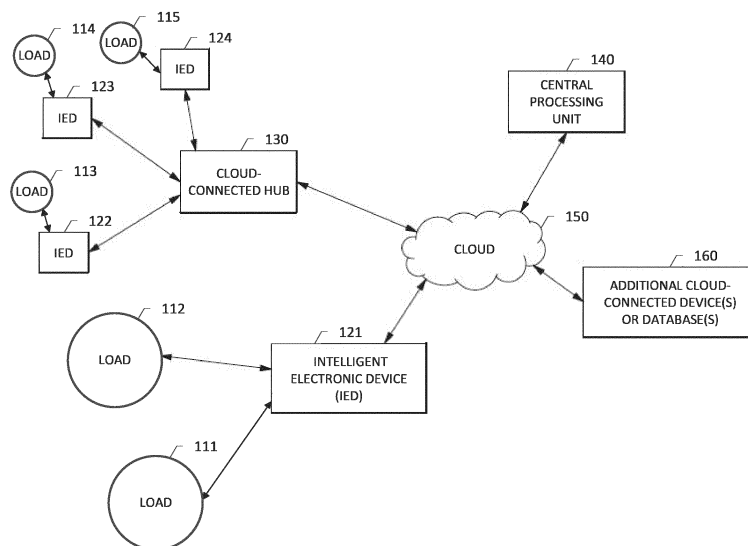 114
LOAD
115
LOAD
124
IED
123
IED
113
LOAD
122
IED
130
CLOUD-
CONNECTED HUB
140
CENTRAL
PROCESSING
UNIT
150
CLOUD
160
ADDITIONAL CLOUD-
CONNECTED DEVICE(S)
OR DATABASE(S)
112
LOAD
121
INTELLIGENT
ELECTRONIC DEVICE
(IED)
111
LOAD